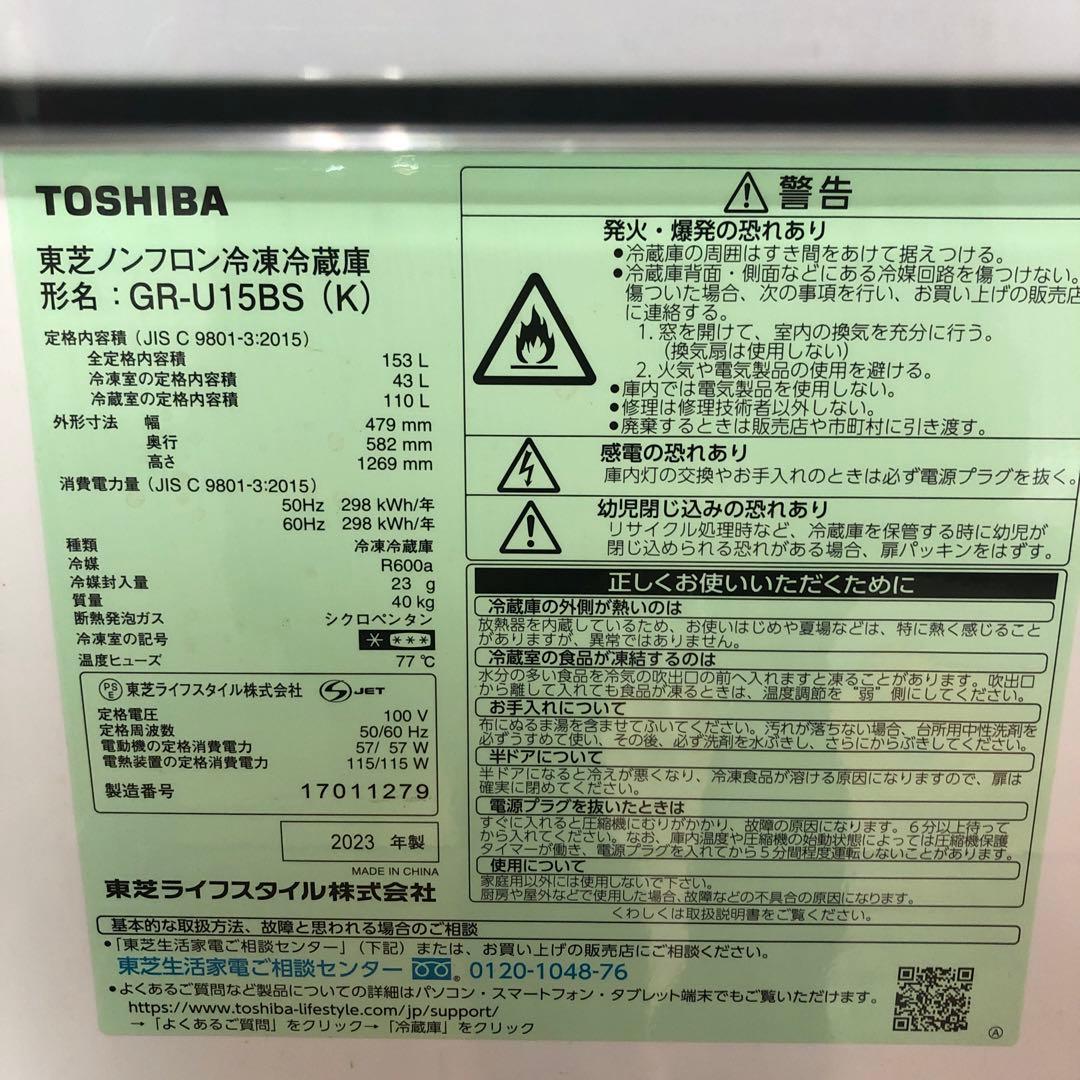 TOSHIBA
東芝ノンフロン冷凍冷蔵庫
形名：GR-U15BS（K）
定格内容積（JIS C 9801-3:2015）
全定格内容積 153 L
冷凍室の定格内容積 43 L
冷蔵室の定格内容積 110 L
外形寸法 幅 479 mm
奥行 582 mm
高さ 1269 mm
消費電力量（JIS C 9801-3:2015）
50Hz 298 kWh/年
60Hz 298 kWh/年
種類 冷凍冷蔵庫
冷媒 R600a
冷媒封入量 23 g
質量 40 kg
断熱発泡ガス シクロペンタン
冷凍室の記号 * ***
温度ヒューズ 77 ℃
PSE 東芝ライフスタイル株式会社 JET
定格電圧 100 V
定格周波数 50/60 Hz
電動機の定格消費電力 57/ 57 W
電熱装置の定格消費電力 115/115 W
製造番号 17011279
2023 年製
MADE IN CHINA
東芝ライフスタイル株式会社
警告
発火・爆発の恐れあり
●冷蔵庫の周囲はすき間をあけて据えつける。
●冷蔵庫背面・側面などにある冷媒回路を傷つけない。
傷ついた場合、次の事項を行い、お買い上げの販売店
に連絡する。
1. 窓を開けて、室内の換気を充分に行う。
（換気扇は使用しない）
2. 火気や電気製品の使用を避ける。
●庫内では電気製品を使用しない。
●修理は修理技術者以外しない。
●廃棄するときは販売店や市町村に引き渡す。
感電の恐れあり
庫内灯の交換やお手入れのときは必ず電源プラグを抜く。
幼児閉じ込みの恐れあり
リサイクル処理時など、冷蔵庫を保管する時に幼児が
閉じ込められる恐れがある場合、扉パッキンをはずす。
正しくお使いいただくために
冷蔵庫の外側が熱いのは
放熱器を内蔵しているため、お使いはじめや夏場などは、特に熱く感じること
がありますが、異常ではありません。
冷蔵室の食品が凍結するのは
水分の多い食品を冷気の吹出口の前へ入れますと凍ることがあります。吹出口
から離して入れても食品が凍るときは、温度調節を“弱”側にしてください。
お手入れについて
布にぬるま湯を含ませてふいてください。汚れが落ちない場合、台所用中性洗剤を
必ずうすめて使い、その後、必ず洗剤を水ぶきし、さらにからぶきしてください。
半ドアについて
半ドアになると冷えが悪くなり、冷凍食品が溶ける原因になりますので、扉は
確実に閉めてください。
電源プラグを抜いたときは
すぐに入れると圧縮機にむりがかかり、故障の原因になります。6分以上待って
から入れてください。なお、庫内温度や圧縮機の始動状態によっては圧縮機保護
タイマーが働き、電源プラグを入れてから5分間程度運転しないことがあります。
使用について
家庭用以外には使用しないで下さい。
厨房や屋外などで使用した場合、故障などの不具合の原因になります。
くわしくは取扱説明書をご覧ください。
基本的な取扱方法、故障と思われる場合のご相談
●「東芝生活家電ご相談センター」（下記）または、お買い上げの販売店にご相談ください。
東芝生活家電ご相談センター 0120-1048-76
●よくあるご質問など製品についての詳細はパソコン・スマートフォン・タブレット端末でもご覧いただけます。
https://www.toshiba-lifestyle.com/jp/support/
→「よくあるご質問」をクリック→「冷蔵庫」をクリック
Ⓐ